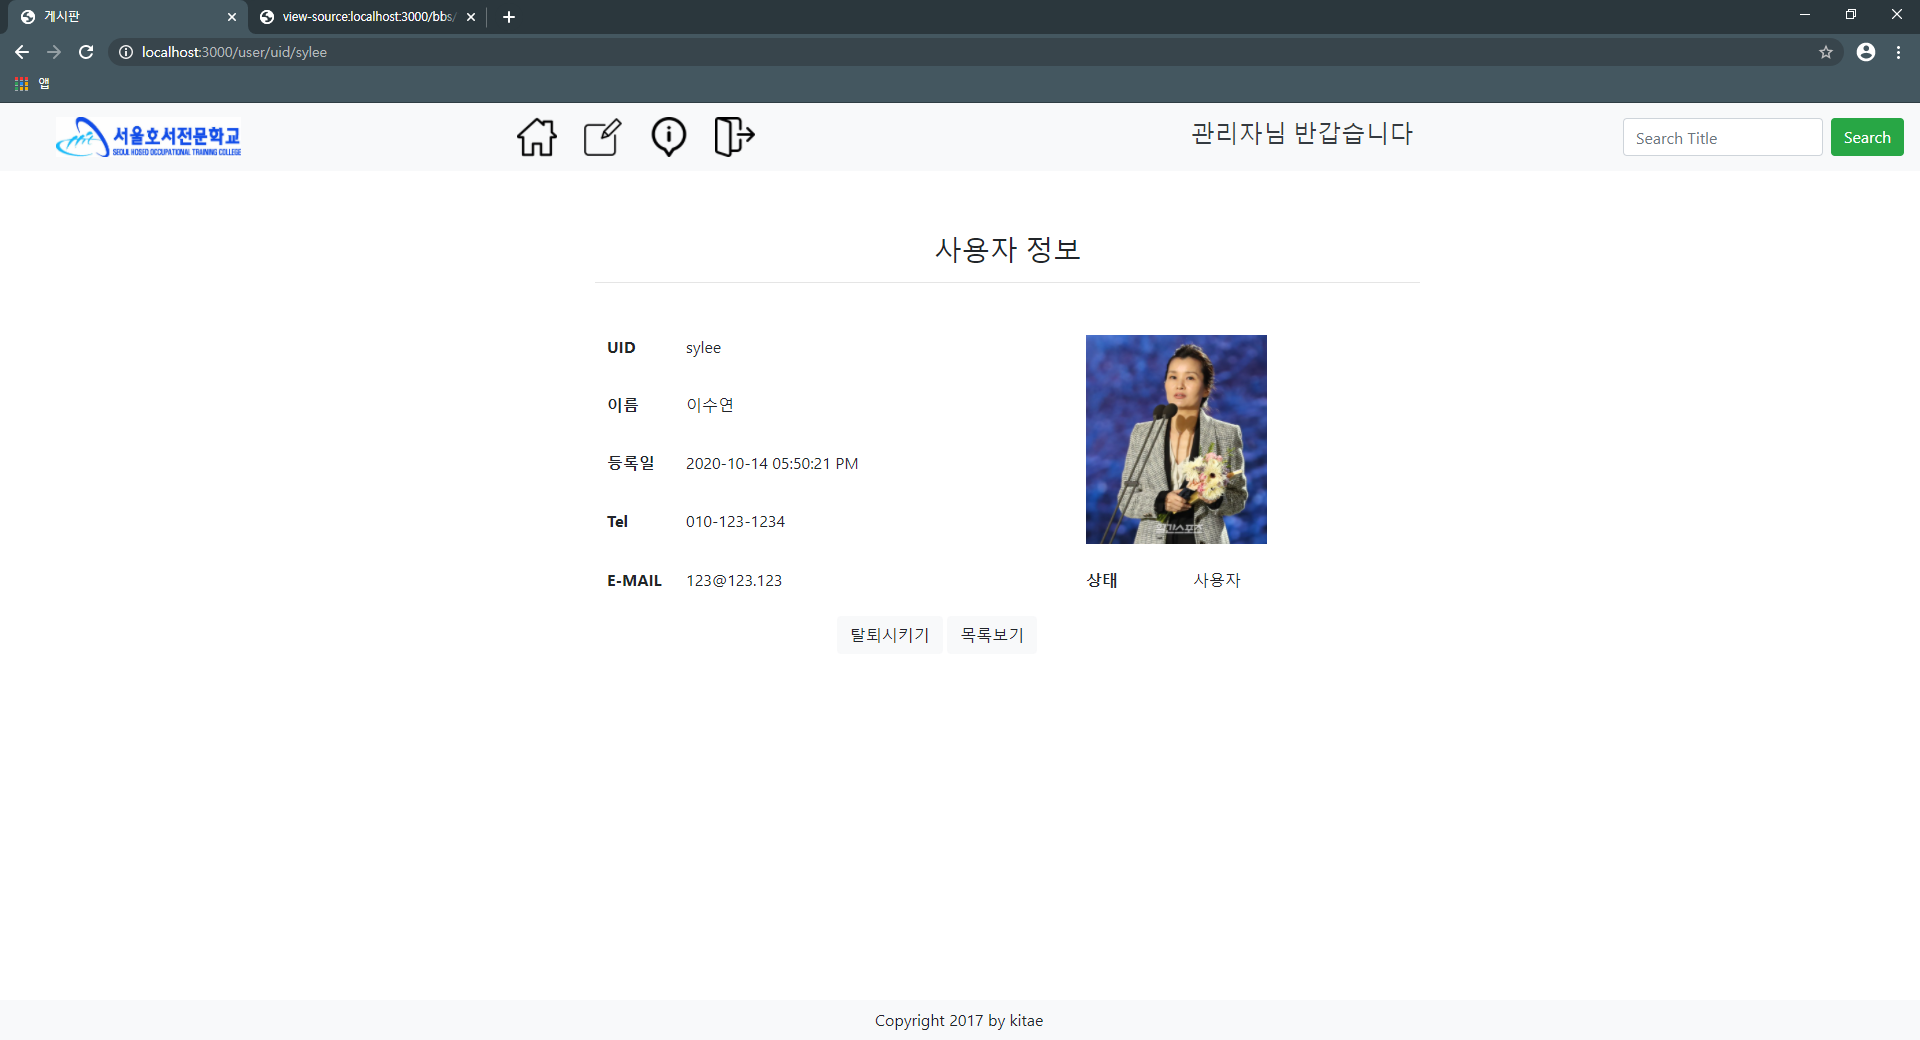 게시판
view-source:localhost:3000/bbs/
localhost:3000/user/uid/sylee
앱
서울호서전문학교
SEOUL HOSEO OCCUPATIONAL TRAINING COLLEGE
관리자님 반갑습니다
Search Title
Search
사용자 정보
UID sylee
이름 이수연
등록일 2020-10-14 05:50:21 PM
Tel 010-123-1234
E-MAIL 123@123.123
상태 사용자
탈퇴시키기 목록보기
Copyright 2017 by kitae